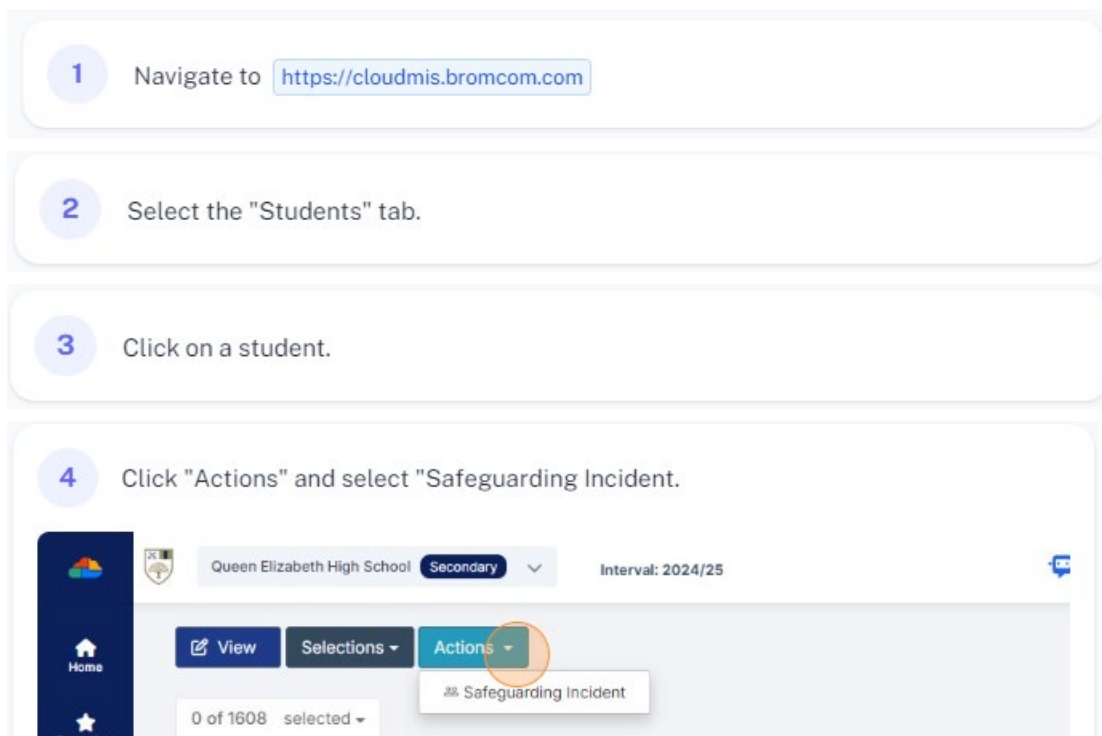 1 Navigate to https://cloudmis.bromcom.com
2 Select the "Students" tab.
3 Click on a student.
4 Click "Actions" and select "Safeguarding Incident.
Queen Elizabeth High School Secondary Interval: 2024/25
Home
View Selections Actions
Safeguarding Incident
0 of 1608 selected